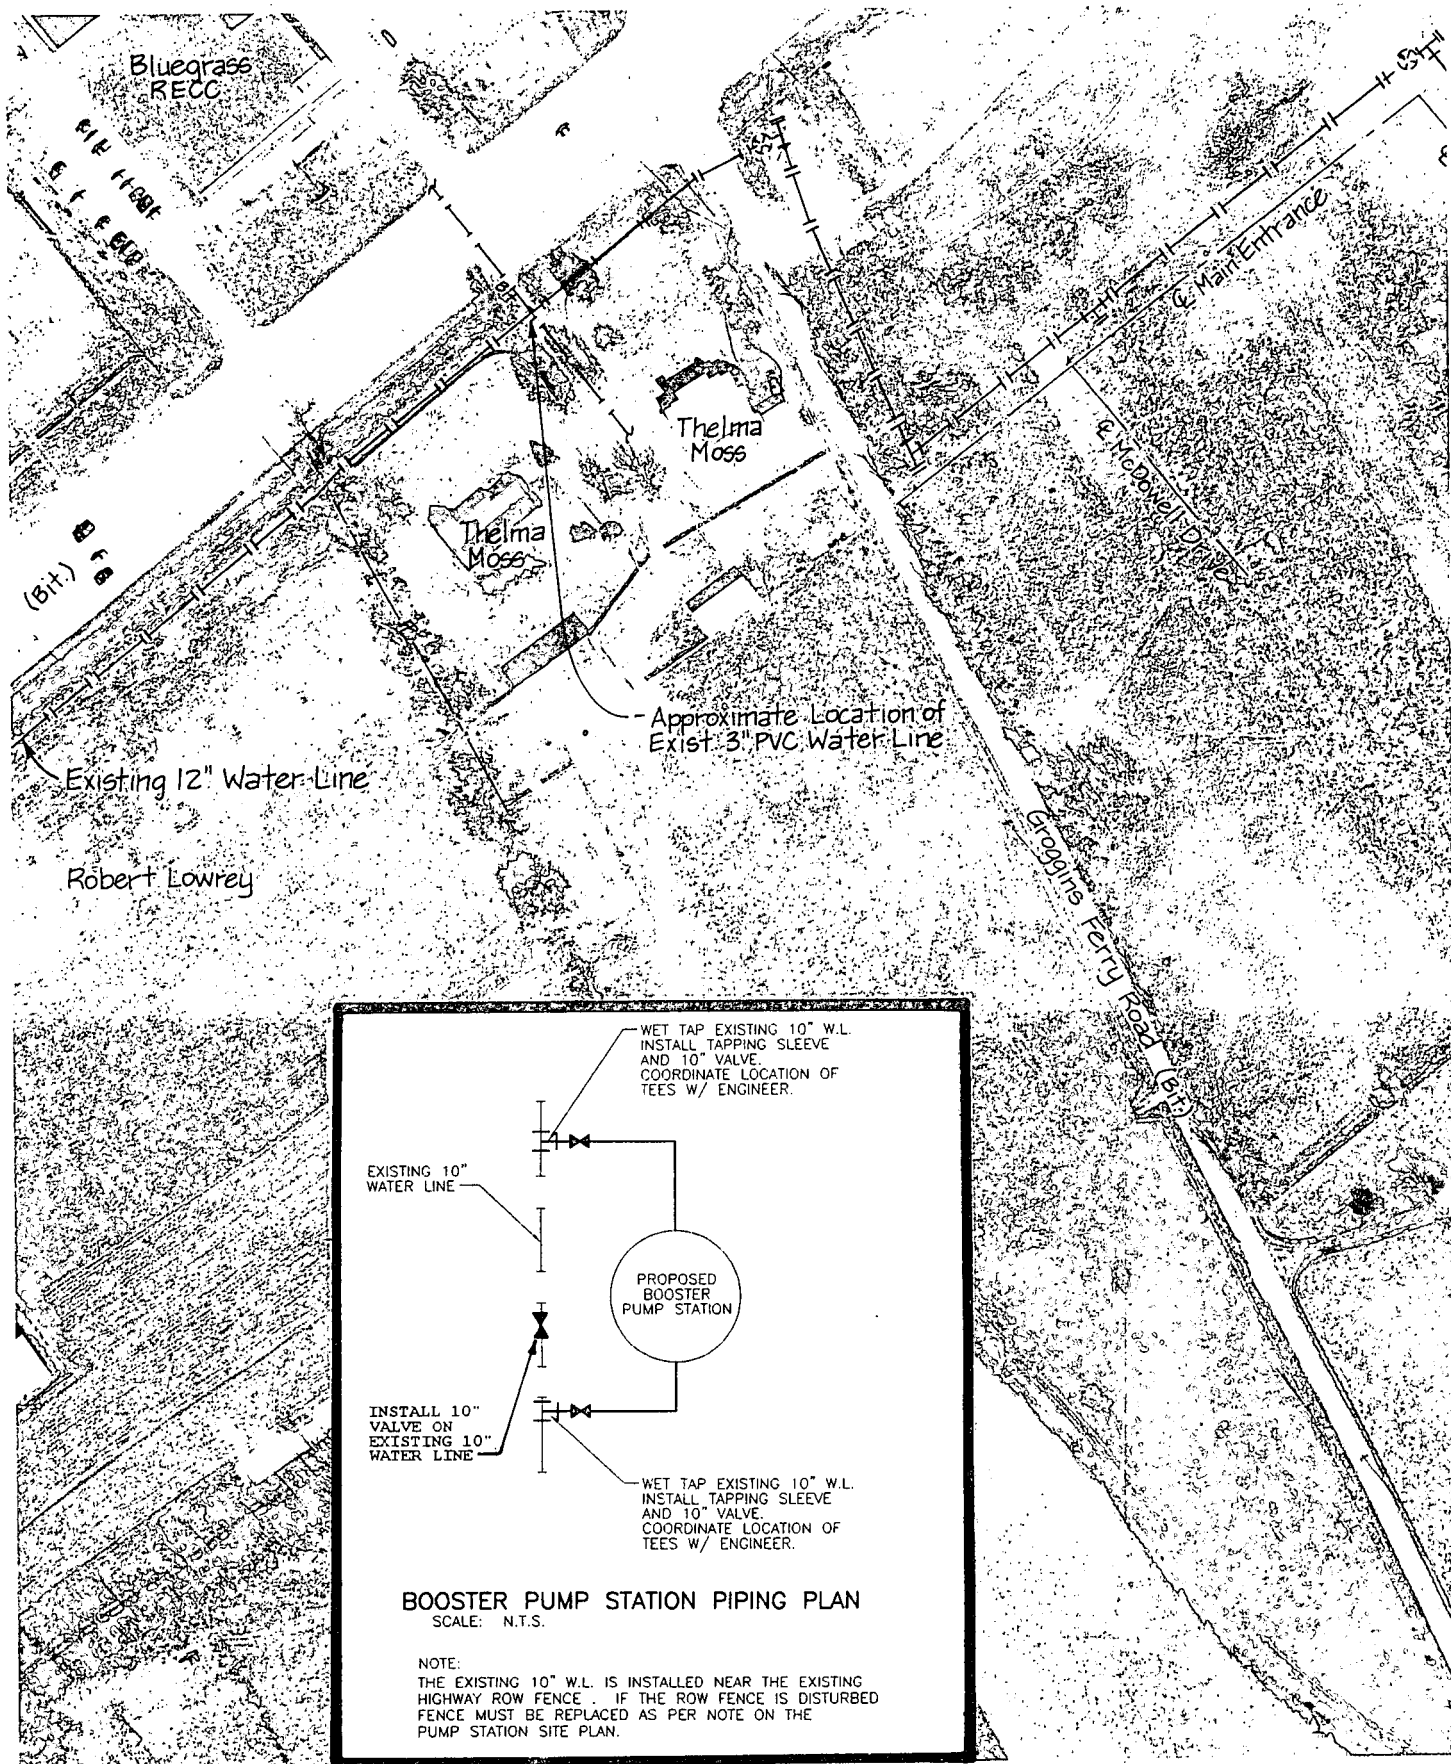 Bluegrass
RECC
℄ Main Entrance
℄ McDowell Drive
Thelma
Moss
Thelma
Moss
(Bit.)
Approximate Location of
Exist. 3" PVC Water Line
Existing 12" Water Line
Robert Lowrey
Groggins Ferry Road (Bit.)
WET TAP EXISTING 10" W.L.
INSTALL TAPPING SLEEVE
AND 10" VALVE.
COORDINATE LOCATION OF
TEES W/ ENGINEER.
EXISTING 10"
WATER LINE
PROPOSED
BOOSTER
PUMP STATION
INSTALL 10"
VALVE ON
EXISTING 10"
WATER LINE
WET TAP EXISTING 10" W.L.
INSTALL TAPPING SLEEVE
AND 10" VALVE.
COORDINATE LOCATION OF
TEES W/ ENGINEER.
BOOSTER PUMP STATION PIPING PLAN
SCALE: N.T.S.
NOTE:
THE EXISTING 10" W.L. IS INSTALLED NEAR THE EXISTING
HIGHWAY ROW FENCE . IF THE ROW FENCE IS DISTURBED
FENCE MUST BE REPLACED AS PER NOTE ON THE
PUMP STATION SITE PLAN.